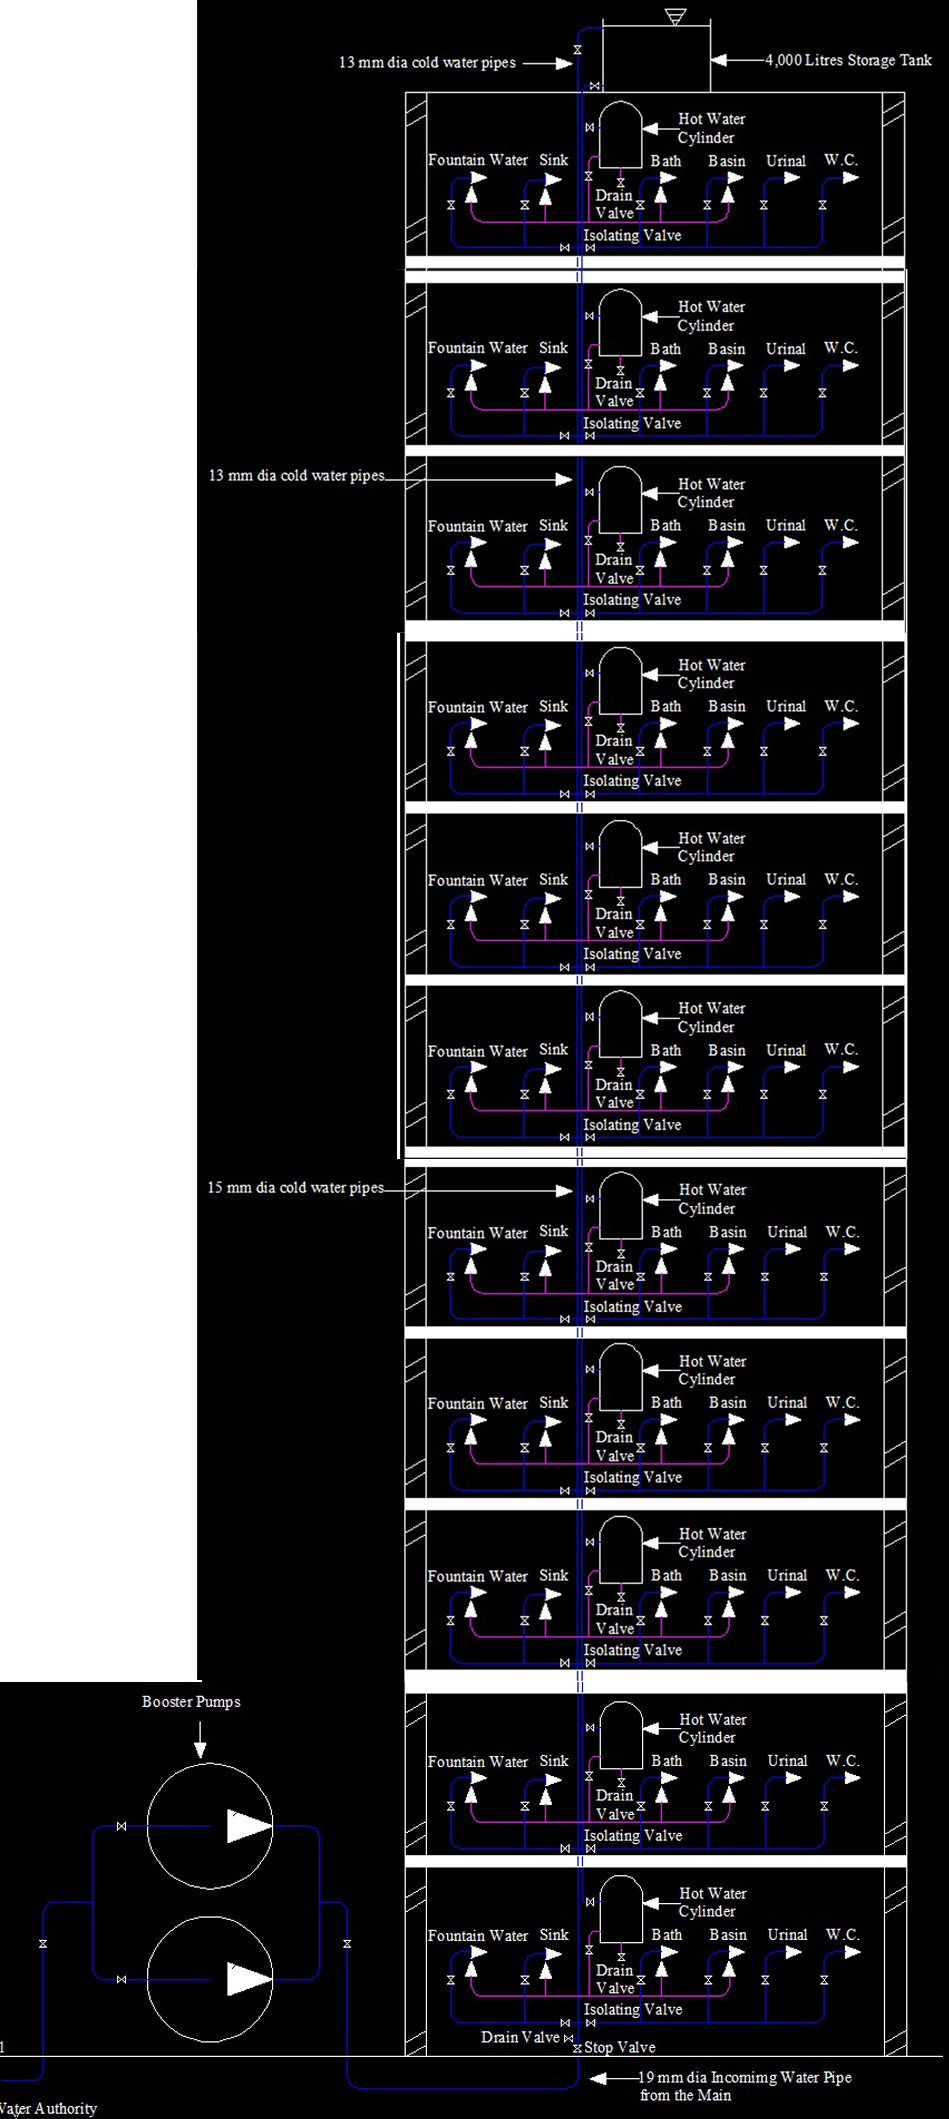 13 mm dia cold water pipes
4,000 Litres Storage Tank
Hot Water
Cylinder
Fountain Water Sink Bath Basin Urinal W.C.
Drain
Valve
Isolating Valve
Hot Water
Cylinder
Fountain Water Sink Bath Basin Urinal W.C.
Drain
Valve
Isolating Valve
13 mm dia cold water pipes
Hot Water
Cylinder
Fountain Water Sink Bath Basin Urinal W.C.
Drain
Valve
Isolating Valve
Hot Water
Cylinder
Fountain Water Sink Bath Basin Urinal W.C.
Drain
Valve
Isolating Valve
Hot Water
Cylinder
Fountain Water Sink Bath Basin Urinal W.C.
Drain
Valve
Isolating Valve
Hot Water
Cylinder
Fountain Water Sink Bath Basin Urinal W.C.
Drain
Valve
Isolating Valve
15 mm dia cold water pipes
Hot Water
Cylinder
Fountain Water Sink Bath Basin Urinal W.C.
Drain
Valve
Isolating Valve
Hot Water
Cylinder
Fountain Water Sink Bath Basin Urinal W.C.
Drain
Valve
Isolating Valve
Hot Water
Cylinder
Fountain Water Sink Bath Basin Urinal W.C.
Drain
Valve
Isolating Valve
Booster Pumps
Hot Water
Cylinder
Fountain Water Sink Bath Basin Urinal W.C.
Drain
Valve
Isolating Valve
Hot Water
Cylinder
Fountain Water Sink Bath Basin Urinal W.C.
Drain
Valve
Isolating Valve
Drain Valve
Stop Valve
19 mm dia Incomimg Water Pipe
from the Main
Water Authority